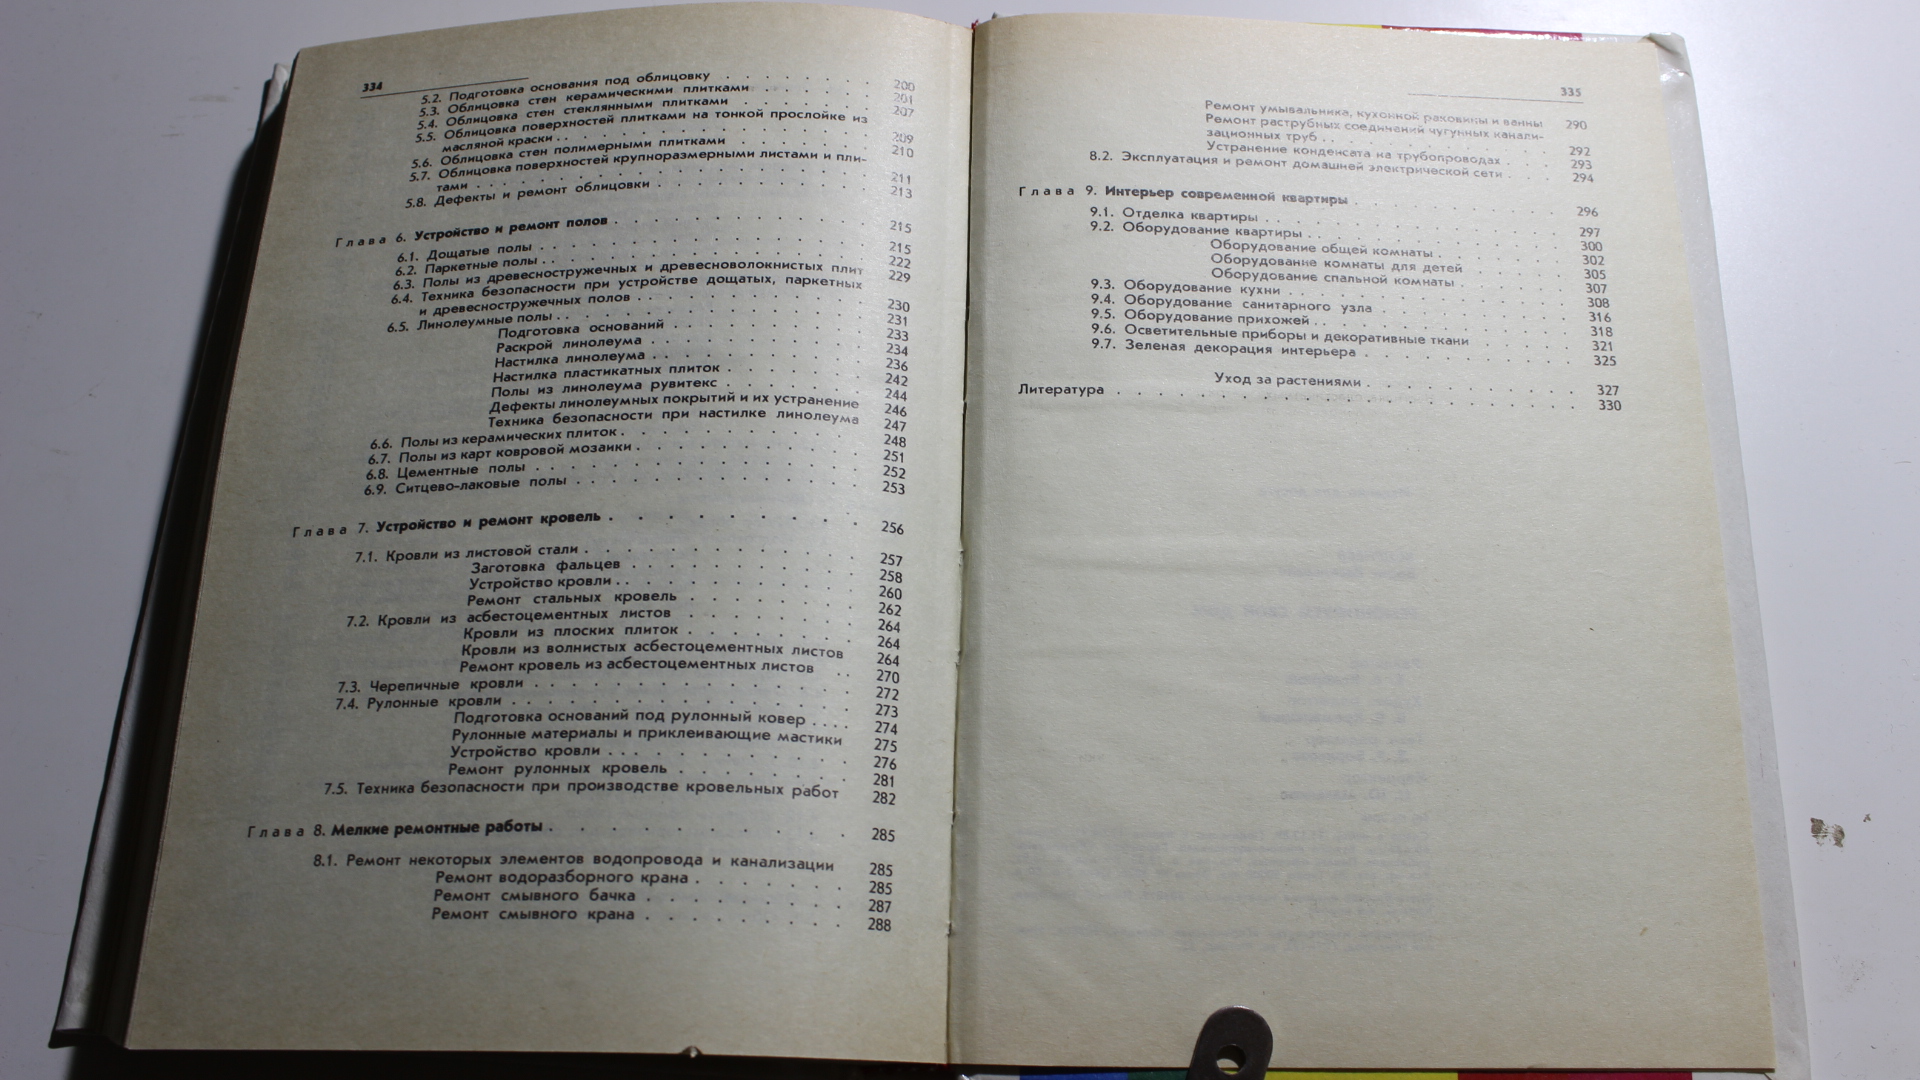 334
5.2. Подготовка основания под облицовку . . . . . . . 200
5.3. Облицовка стен керамическими плитками . . . . . . 201
5.4. Облицовка стен стеклянными плитками . . . . . . . 207
5.5. Облицовка поверхностей плитками на тонкой прослойке из
масляной краски . . . . . . . . . . . . . . 209
5.6. Облицовка стен полимерными плитками . . . . . . . 210
5.7. Облицовка поверхностей крупноразмерными листами и пли-
тами . . . . . . . . . . . . . . . . . 211
5.8. Дефекты и ремонт облицовки . . . . . . . . . . 213
Глава 6. Устройство и ремонт полов . . . . . . . . . . 215
6.1. Дощатые полы . . . . . . . . . . . . . . 215
6.2. Паркетные полы . . . . . . . . . . . . . . 222
6.3. Полы из древесностружечных и древесноволокнистых плит 229
6.4. Техника безопасности при устройстве дощатых, паркетных
и древесностружечных полов . . . . . . . . . . 230
6.5. Линолеумные полы . . . . . . . . . . . . . 231
Подготовка оснований . . . . . . . . . 233
Раскрой линолеума . . . . . . . . . . 234
Настилка линолеума . . . . . . . . . . 236
Настилка пластикатных плиток . . . . . . . 242
Полы из линолеума рувитекс . . . . . . . 244
Дефекты линолеумных покрытий и их устранение 246
Техника безопасности при настилке линолеума 247
6.6. Полы из керамических плиток . . . . . . . . . . 248
6.7. Полы из карт ковровой мозаики . . . . . . . . . 251
6.8. Цементные полы . . . . . . . . . . . . . . 252
6.9. Ситцево-лаковые полы . . . . . . . . . . . . 253
Глава 7. Устройство и ремонт кровель . . . . . . . . . 256
7.1. Кровли из листовой стали . . . . . . . . . . . 257
Заготовка фальцев . . . . . . . . . . 258
Устройство кровли . . . . . . . . . . 260
Ремонт стальных кровель . . . . . . . . 262
7.2. Кровли из асбестоцементных листов . . . . . . . 264
Кровли из плоских плиток . . . . . . . . 264
Кровли из волнистых асбестоцементных листов 264
Ремонт кровель из асбестоцементных листов . . 270
7.3. Черепичные кровли . . . . . . . . . . . . . 272
7.4. Рулонные кровли . . . . . . . . . . . . . . 273
Подготовка оснований под рулонный ковер . . . . 274
Рулонные материалы и приклеивающие мастики 275
Устройство кровли . . . . . . . . . . 276
Ремонт рулонных кровель . . . . . . . . 281
7.5. Техника безопасности при производстве кровельных работ 282
Глава 8. Мелкие ремонтные работы . . . . . . . . . . 285
8.1. Ремонт некоторых элементов водопровода и канализации 285
Ремонт водоразборного крана . . . . . . . 285
Ремонт смывного бачка . . . . . . . . . 287
Ремонт смывного крана . . . . . . . . . 288
335
Ремонт умывальника, кухонной раковины и ванны 290
Ремонт раструбных соединений чугунных канали-
зационных труб . . . . . . . . . . . 292
Устранение конденсата на трубопроводах . . . . 293
8.2. Эксплуатация и ремонт домашней электрической сети . . . 294
Глава 9. Интерьер современной квартиры . . . . . . . . . 296
9.1. Отделка квартиры . . . . . . . . . . . . . 297
9.2. Оборудование квартиры . . . . . . . . . . . . 300
Оборудование общей комнаты . . . . . . . 302
Оборудование комнаты для детей . . . . . . 305
Оборудование спальной комнаты . . . . . . 307
9.3. Оборудование кухни . . . . . . . . . . . . . 308
9.4. Оборудование санитарного узла . . . . . . . . . 316
9.5. Оборудование прихожей . . . . . . . . . . . . 318
9.6. Осветительные приборы и декоративные ткани . . . . . 321
9.7. Зеленая декорация интерьера . . . . . . . . . . 325
Уход за растениями . . . . . . . . . . 327
Литература . . . . . . . . . . . . . . . . . . . 330